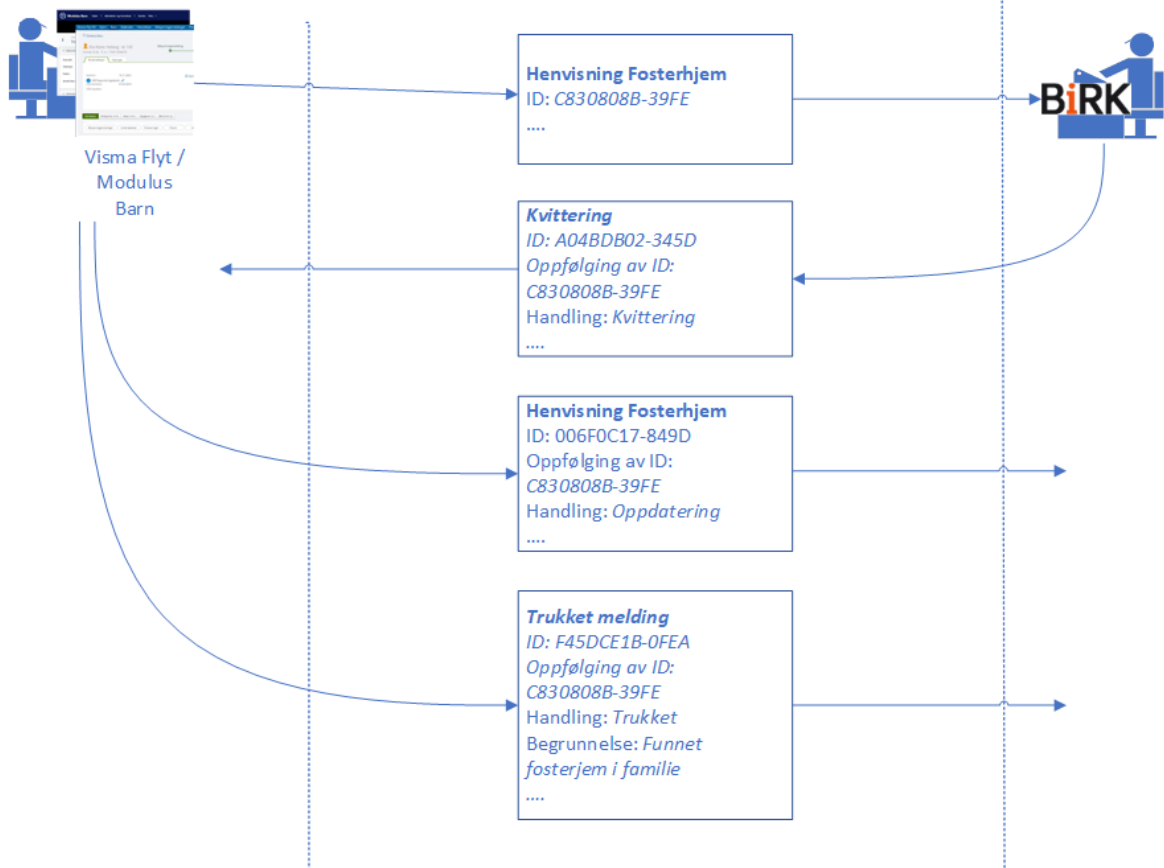 Henvisning Fosterhjem
ID: C830808B-39FE
....
BiRK
Visma Flyt /
Modulus
Barn
Kvittering
ID: A04BDB02-345D
Oppfølging av ID:
C830808B-39FE
Handling: Kvittering
....
Henvisning Fosterhjem
ID: 006F0C17-849D
Oppfølging av ID:
C830808B-39FE
Handling: Oppdatering
....
Trukket melding
ID: F45DCE1B-0FEA
Oppfølging av ID:
C830808B-39FE
Handling: Trukket
Begrunnelse: Funnet
fosterjem i familie
....